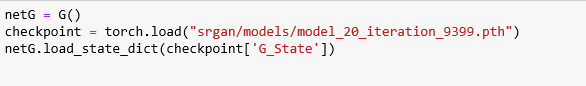 netG = G()
checkpoint = torch.load("srgan/models/model_20_iteration_9399.pth")
netG.load_state_dict(checkpoint['G_State'])